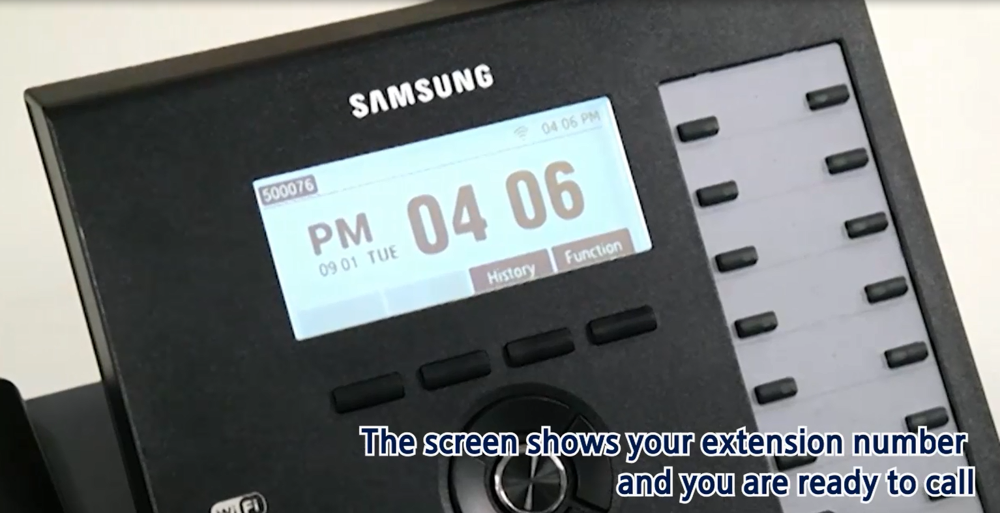 SAMSUNG
04 06 PM
500076
PM 04 06
09 01 TUE
History Function
The screen shows your extension number
and you are ready to call
WiFi